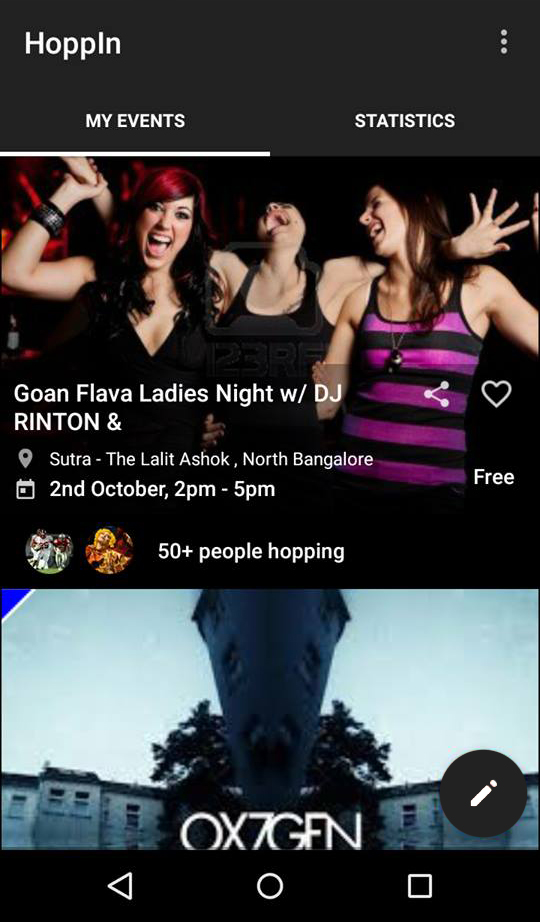 HoppIn
MY EVENTS
STATISTICS
123RF
Goan Flava Ladies Night w/ DJ
RINTON &
Sutra - The Lalit Ashok , North Bangalore
2nd October, 2pm - 5pm
Free
50+ people hopping
OX7GEN